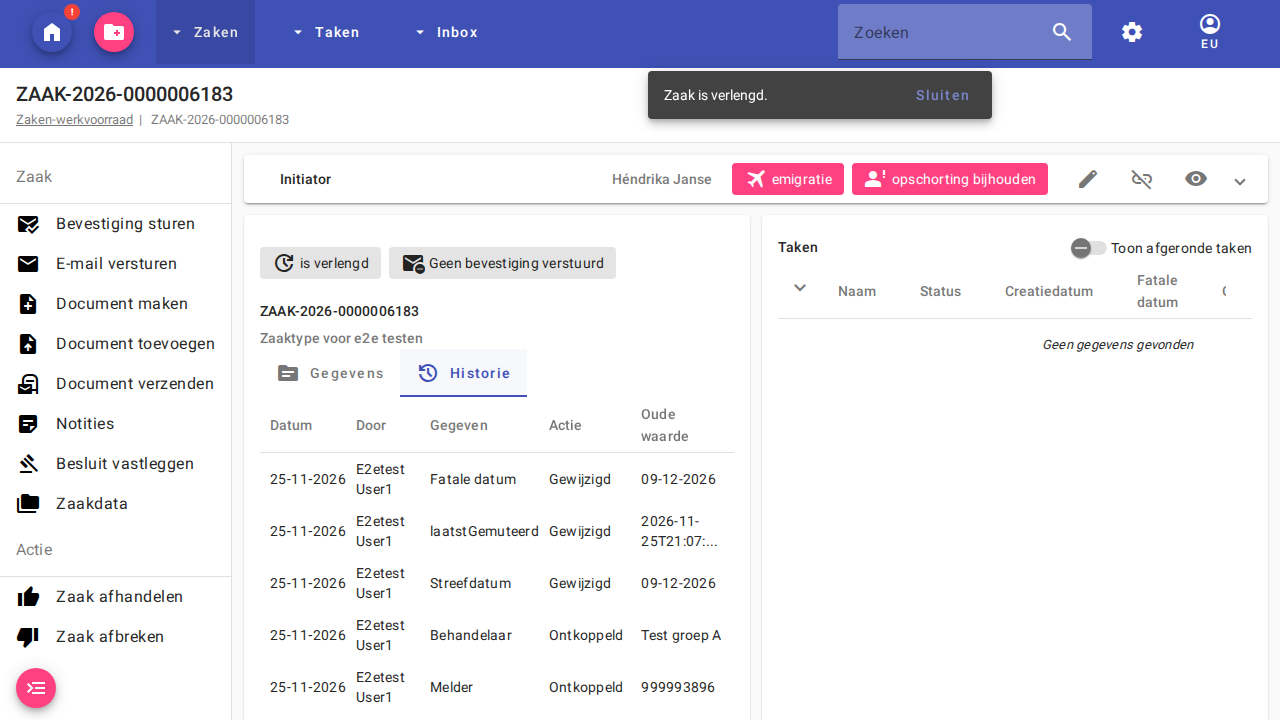 !
Zaken
Taken
Inbox
Zoeken
EU
ZAAK-2026-0000006183
Zaken-werkvoorraad | ZAAK-2026-0000006183
Zaak is verlengd.
Sluiten
Zaak
Bevestiging sturen
E-mail versturen
Document maken
Document toevoegen
Document verzenden
Notities
Besluit vastleggen
Zaakdata
Actie
Zaak afhandelen
Zaak afbreken
Initiator
Héndrika Janse
emigratie
opschorting bijhouden
is verlengd
Geen bevestiging verstuurd
ZAAK-2026-0000006183
Zaaktype voor e2e testen
Gegevens
Historie
Datum Door Gegeven Actie Oude waarde
25-11-2026 E2etest User1 Fatale datum Gewijzigd 09-12-2026
25-11-2026 E2etest User1 laatstGemuteerd Gewijzigd 2026-11-25T21:07:...
25-11-2026 E2etest User1 Streefdatum Gewijzigd 09-12-2026
25-11-2026 E2etest User1 Behandelaar Ontkoppeld Test groep A
25-11-2026 E2etest User1 Melder Ontkoppeld 999993896
Taken
Toon afgeronde taken
Naam Status Creatiedatum Fatale datum
Geen gegevens gevonden